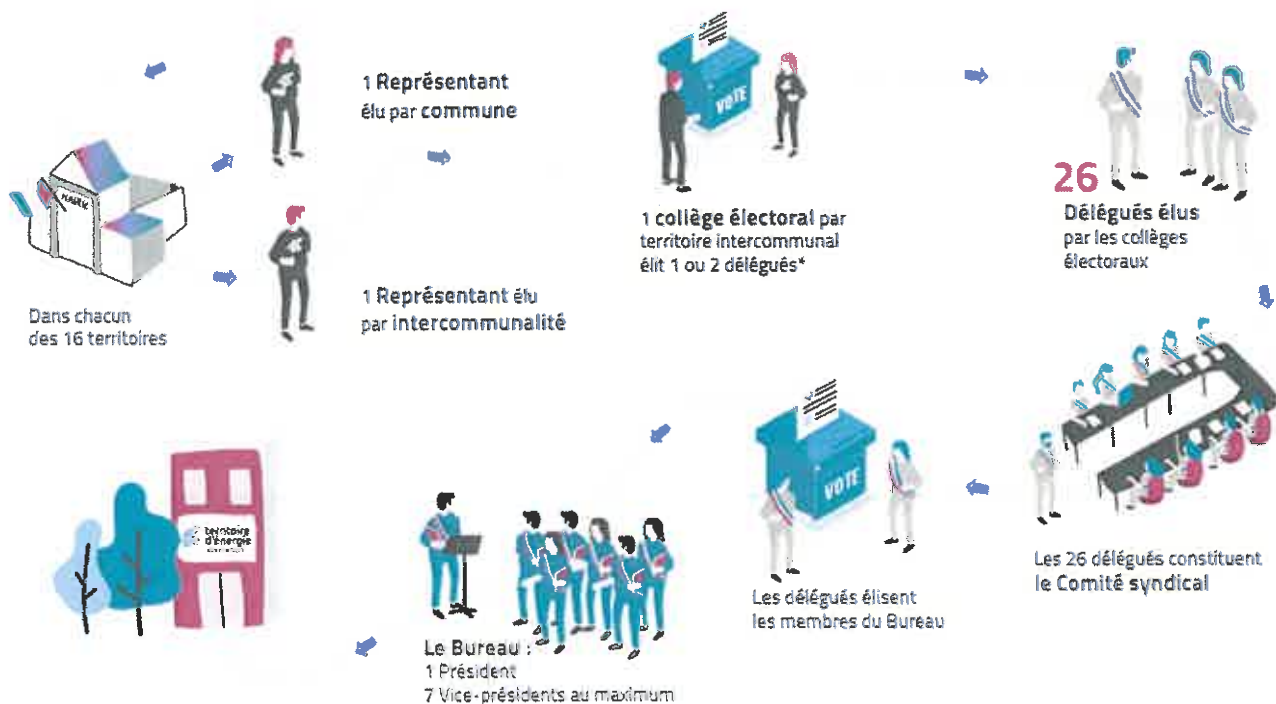 1 Représentant
élu par commune
VOTE
26
Délégués élus
par les collèges
électoraux
1 collège électoral par
territoire intercommunal
élit 1 ou 2 délégués*
MAIRIE
1 Représentant élu
par intercommunalité
Dans chacun
des 16 territoires
VOTE
territoire
d'énergie
Les 26 délégués constituent
le Comité syndical
Les délégués élisent
les membres du Bureau
Le Bureau :
1 Président
7 Vice-présidents au maximum